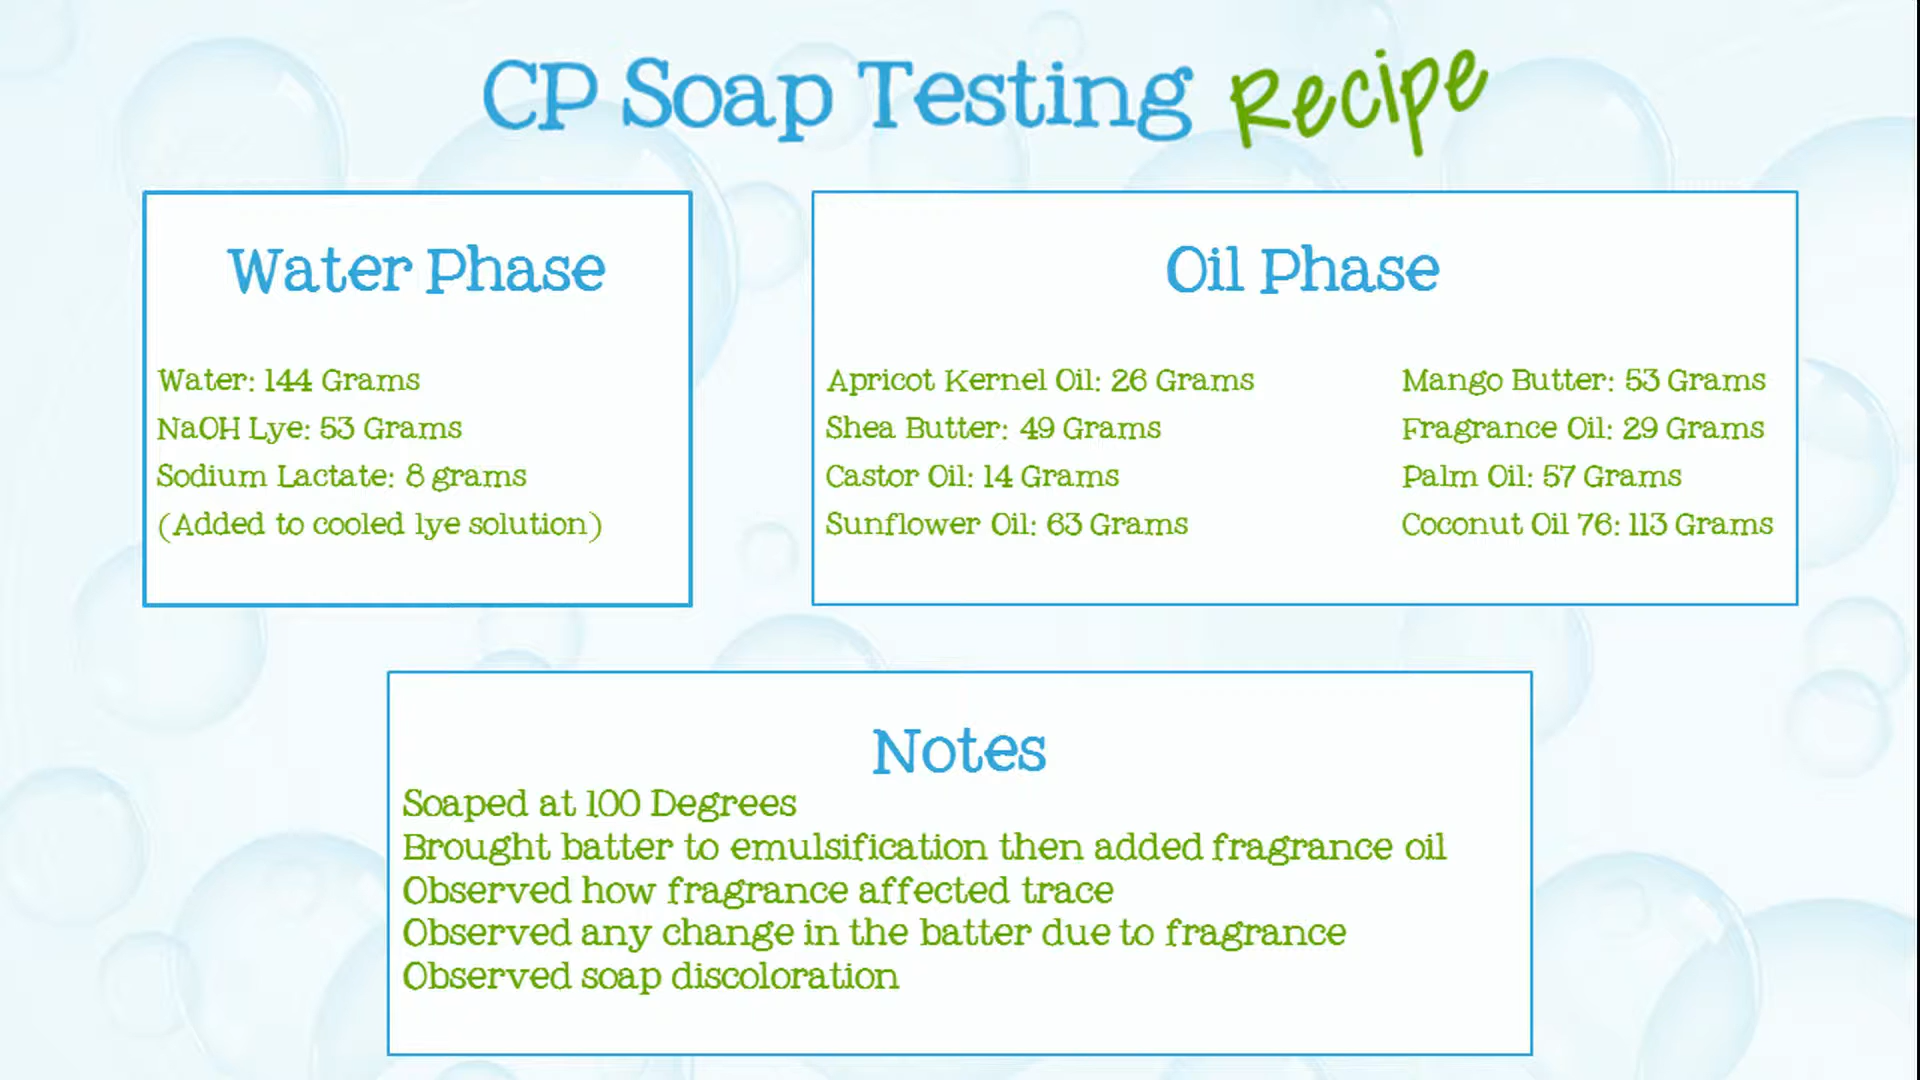 CP Soap Testing Recipe
Water Phase
Water: 144 Grams
NaOH Lye: 53 Grams
Sodium Lactate: 8 grams
(Added to cooled lye solution)
Oil Phase
Apricot Kernel Oil: 26 Grams
Shea Butter: 49 Grams
Castor Oil: 14 Grams
Sunflower Oil: 63 Grams
Mango Butter: 53 Grams
Fragrance Oil: 29 Grams
Palm Oil: 57 Grams
Coconut Oil 76: 113 Grams
Notes
Soaped at 100 Degrees
Brought batter to emulsification then added fragrance oil
Observed how fragrance affected trace
Observed any change in the batter due to fragrance
Observed soap discoloration